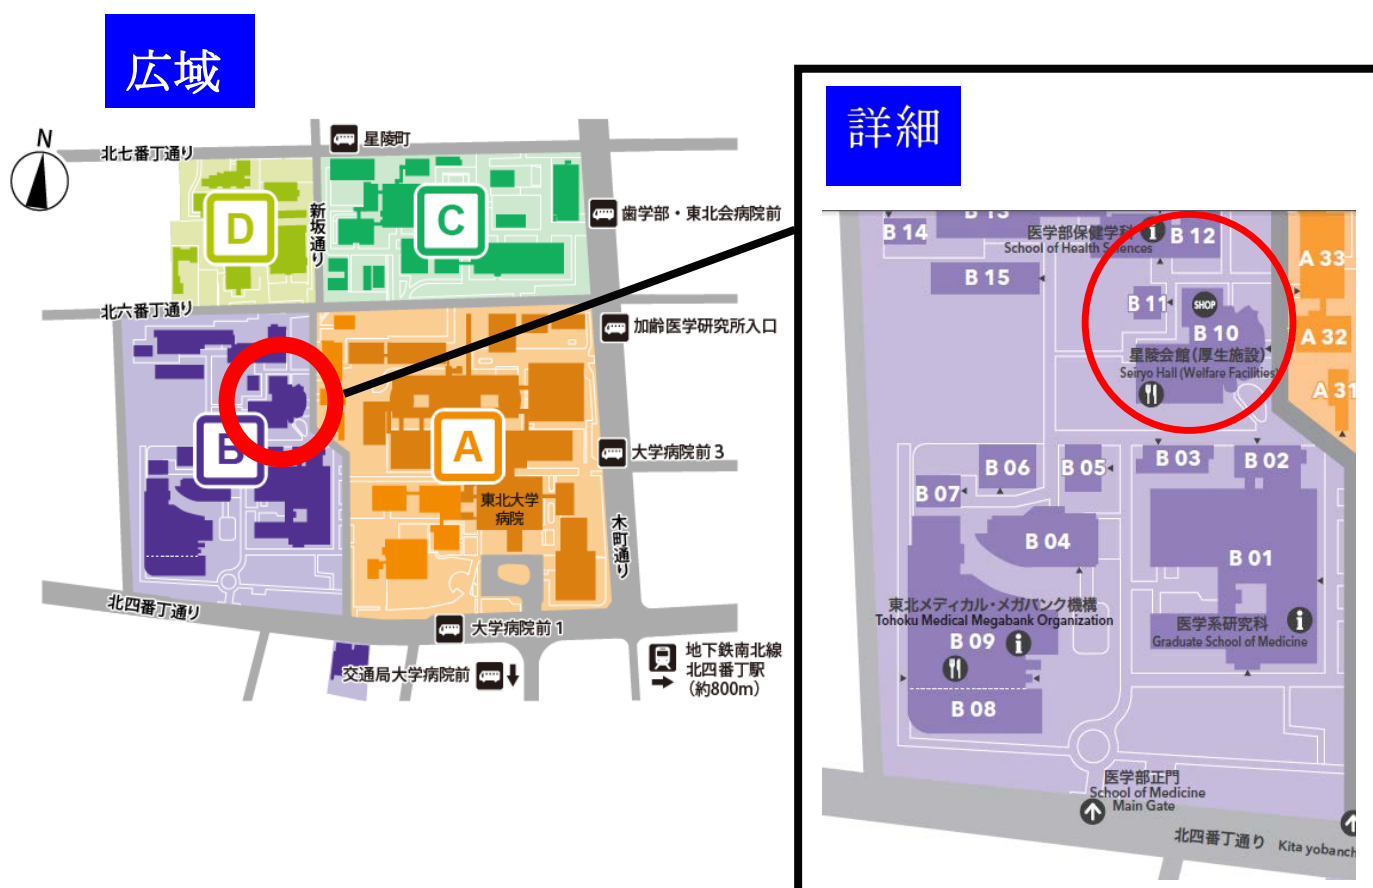 広域
N
北七番丁通り
星陵町
新坂通り
D
C
歯学部・東北会病院前
北六番丁通り
加齢医学研究所入口
B
A
大学病院前 3
東北大学
病院
木町通り
北四番丁通り
大学病院前 1
交通局大学病院前
地下鉄南北線
北四番丁駅
(約800m)
詳細
B 13
B 14
医学部保健学科
School of Health Sciences
B 12
B 15
A 33
B 11
SHOP
B 10
A 32
星陵会館(厚生施設)
Seiryo Hall (Welfare Facilities)
A 31
B 06
B 05
B 03
B 02
B 07
B 04
B 01
東北メディカル・メガバンク機構
Tohoku Medical Megabank Organization
医学系研究科
Graduate School of Medicine
B 09
B 08
医学部正門
School of Medicine
Main Gate
北四番丁通り Kita yobanch